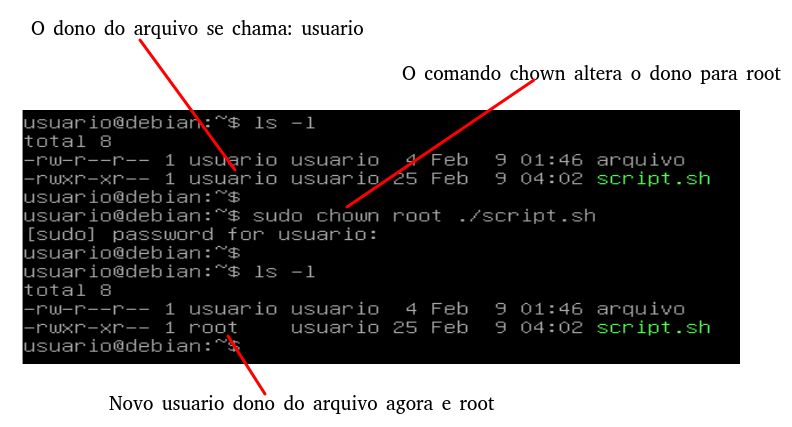 O dono do arquivo se chama: usuario
O comando chown altera o dono para root
usuario@debian:~$ ls -l
total 8
-rw-r--r-- 1 usuario usuario  4 Feb  9 01:46 arquivo
-rwxr-xr-- 1 usuario usuario 25 Feb  9 04:02 script.sh
usuario@debian:~$
usuario@debian:~$ sudo chown root ./script.sh
[sudo] password for usuario:
usuario@debian:~$
usuario@debian:~$ ls -l
total 8
-rw-r--r-- 1 usuario usuario  4 Feb  9 01:46 arquivo
-rwxr-xr-- 1 root    usuario 25 Feb  9 04:02 script.sh
usuario@debian:~$
Novo usuario dono do arquivo agora e root